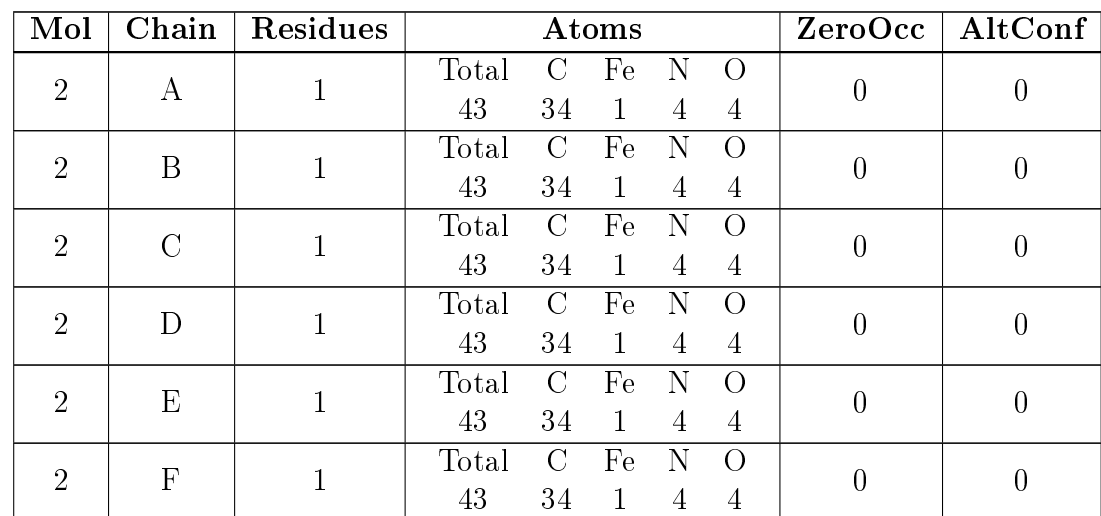 Mol Chain Residues Atoms ZeroOcc AltConf
2 A 1 Total C Fe N O 0 0
43 34 1 4 4
2 B 1 Total C Fe N O 0 0
43 34 1 4 4
2 C 1 Total C Fe N O 0 0
43 34 1 4 4
2 D 1 Total C Fe N O 0 0
43 34 1 4 4
2 E 1 Total C Fe N O 0 0
43 34 1 4 4
2 F 1 Total C Fe N O 0 0
43 34 1 4 4